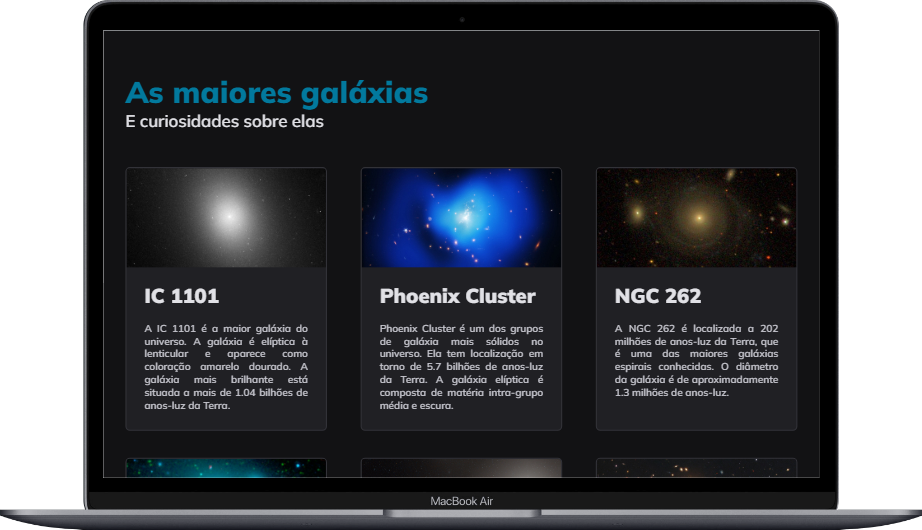 As maiores galáxias
E curiosidades sobre elas
IC 1101
A IC 1101 é a maior galáxia do
universo. A galáxia é elíptica à
lenticular e aparece como
coloração amarelo dourado. A
galáxia mais brilhante está
situada a mais de 1.04 bilhões de
anos-luz da Terra.
Phoenix Cluster
Phoenix Cluster é um dos grupos
de galáxia mais sólidos no
universo. Ela tem localização em
torno de 5.7 bilhões de anos-luz
da Terra. A galáxia elíptica é
composta de matéria intra-grupo
média e escura.
NGC 262
A NGC 262 é localizada a 202
milhões de anos-luz da Terra, que
é uma das maiores galáxias
espirais conhecidas. O diâmetro
da galáxia é de aproximadamente
1.3 milhões de anos-luz.
MacBook Air